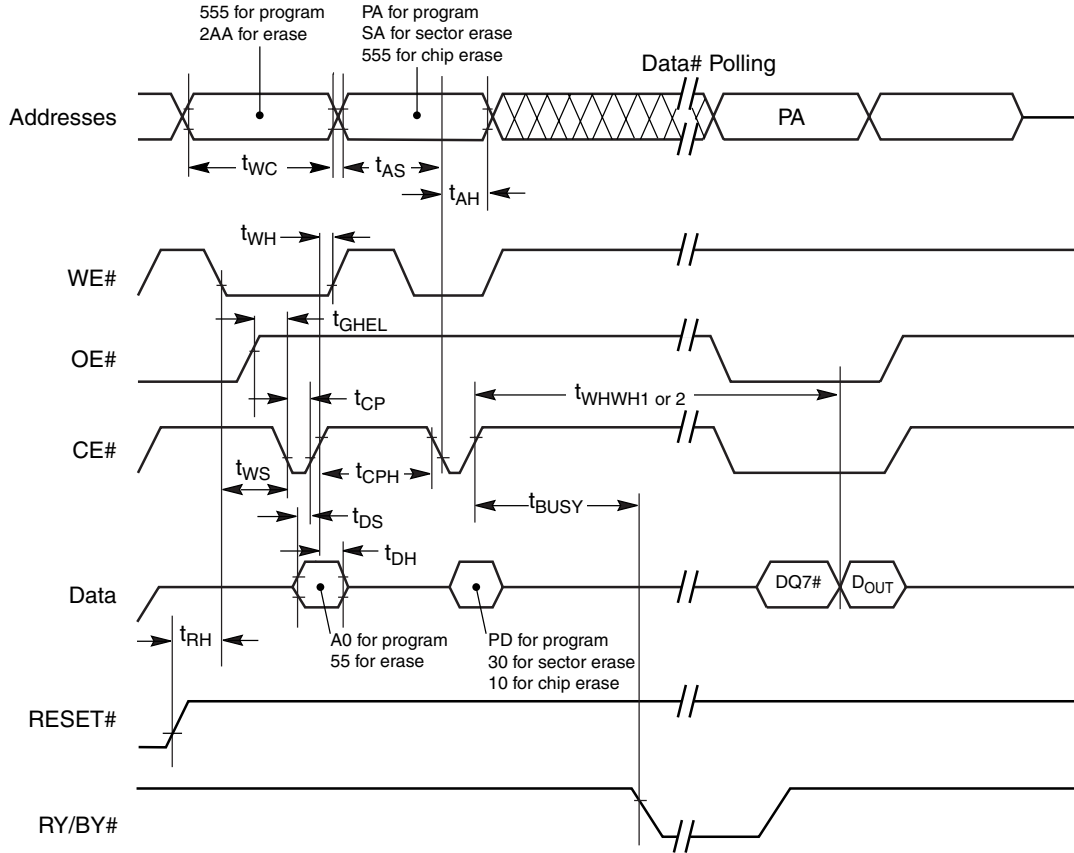 555 for program
2AA for erase
PA for program
SA for sector erase
555 for chip erase
Data# Polling
Addresses
PA
tWC
tAS
tAH
tWH
WE#
tGHEL
OE#
tWHWH1 or 2
tCP
CE#
tWS
tCPH
tBUSY
tDS
tDH
Data
DQ7#
DOUT
tRH
A0 for program
55 for erase
PD for program
30 for sector erase
10 for chip erase
RESET#
RY/BY#